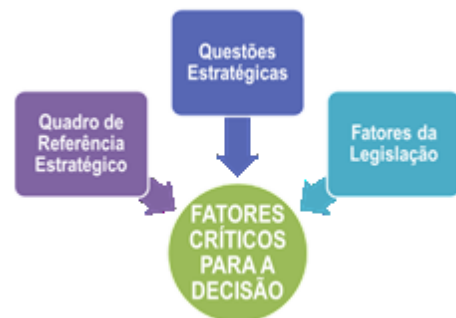 Questões
Estratégicas
Quadro de
Referência
Estratégico
Fatores da
Legislação
FATORES
CRÍTICOS
PARA A
DECISÃO